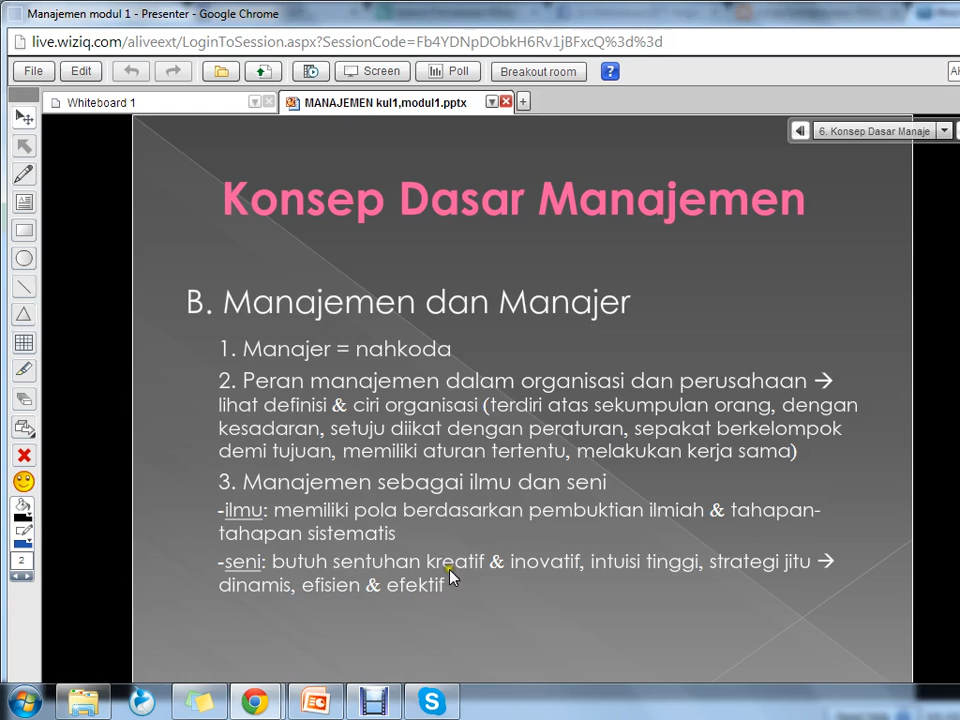 Manajemen modul 1 - Presenter - Google Chrome
live.wiziq.com/aliveext/LoginToSession.aspx?SessionCode=Fb4YDNpDObkH6Rv1jBFxcQ%3d%3d
File Edit Screen Poll Breakout room ?
Whiteboard 1 MANAJEMEN kul1,modul1.pptx
6. Konsep Dasar Manaje
Konsep Dasar Manajemen
B. Manajemen dan Manajer
1. Manajer = nahkoda
2. Peran manajemen dalam organisasi dan perusahaan →
lihat definisi & ciri organisasi (terdiri atas sekumpulan orang, dengan
kesadaran, setuju diikat dengan peraturan, sepakat berkelompok
demi tujuan, memiliki aturan tertentu, melakukan kerja sama)
3. Manajemen sebagai ilmu dan seni
-ilmu: memiliki pola berdasarkan pembuktian ilmiah & tahapan-
tahapan sistematis
-seni: butuh sentuhan kreatif & inovatif, intuisi tinggi, strategi jitu →
dinamis, efisien & efektif
2